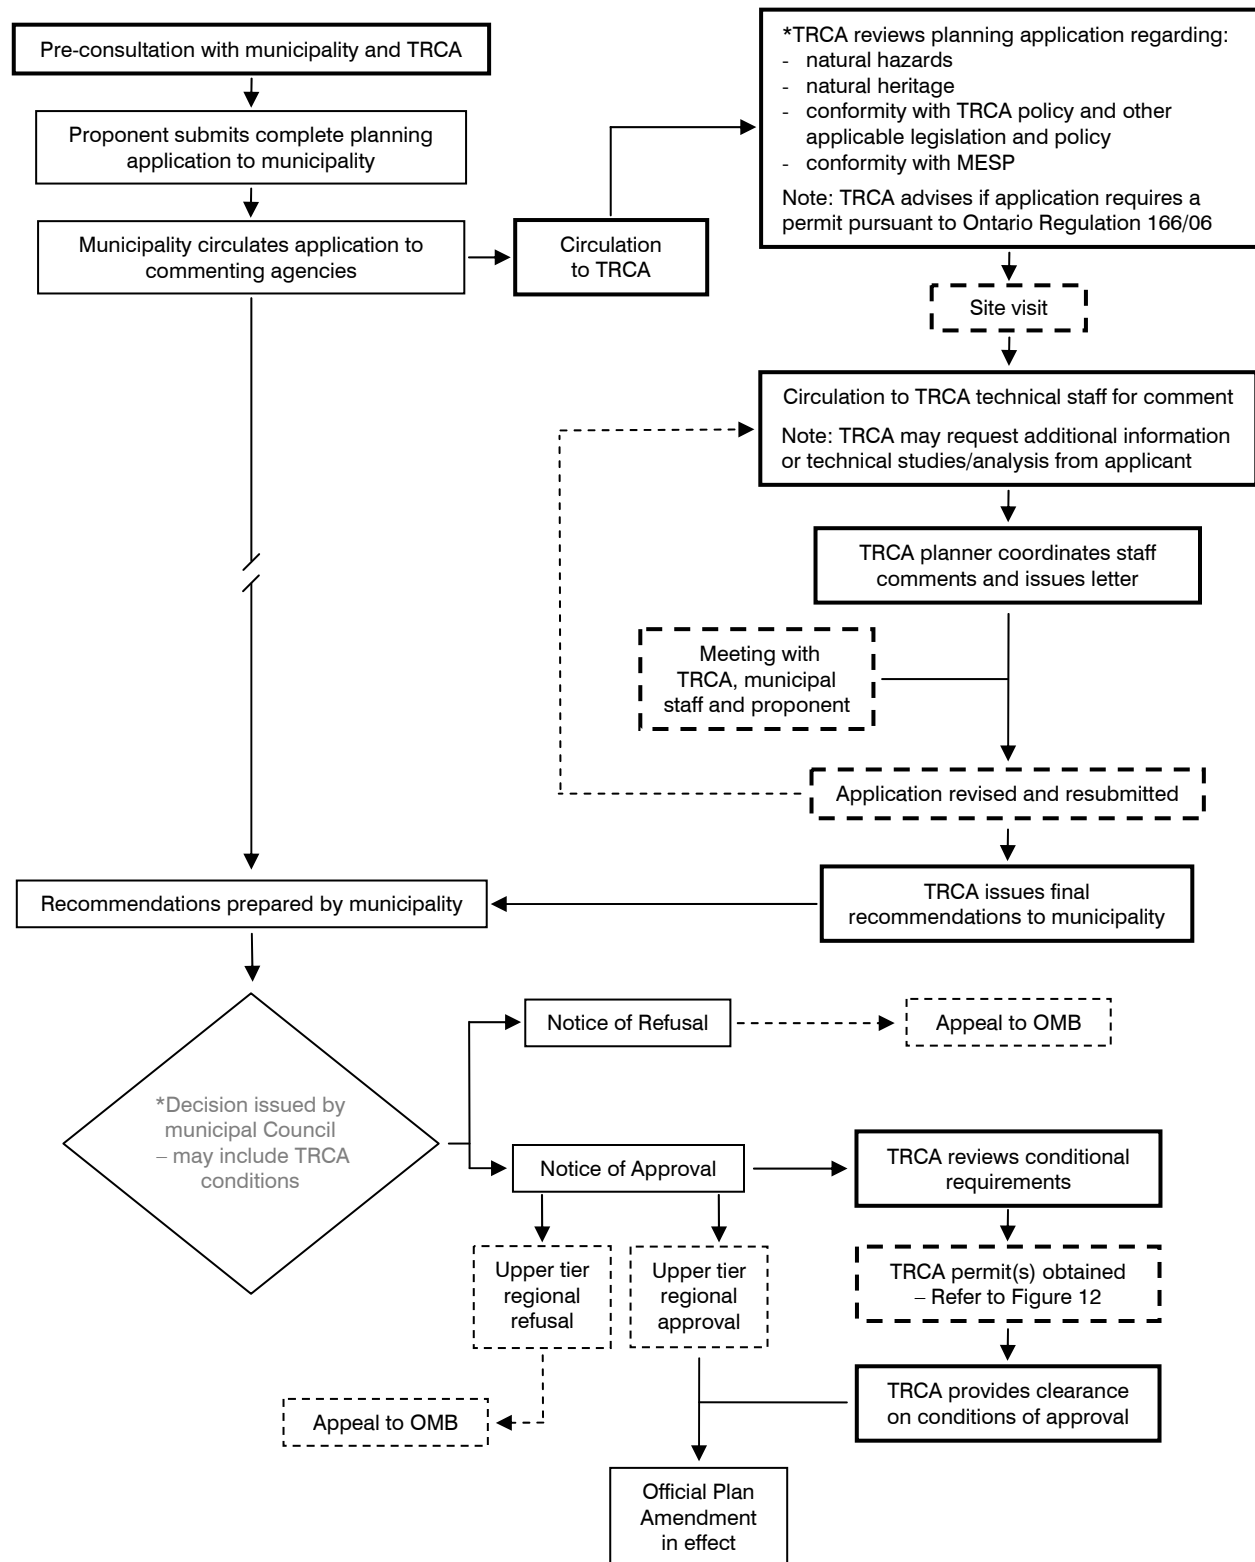 Pre-consultation with municipality and TRCA
Proponent submits complete planning
application to municipality
Municipality circulates application to
commenting agencies
Circulation
to TRCA
*TRCA reviews planning application regarding:
- natural hazards
- natural heritage
- conformity with TRCA policy and other
applicable legislation and policy
- conformity with MESP
Note: TRCA advises if application requires a
permit pursuant to Ontario Regulation 166/06
Site visit
Circulation to TRCA technical staff for comment
Note: TRCA may request additional information
or technical studies/analysis from applicant
TRCA planner coordinates staff
comments and issues letter
Meeting with
TRCA, municipal
staff and proponent
Application revised and resubmitted
TRCA issues final
recommendations to municipality
Recommendations prepared by municipality
*Decision issued by
municipal Council
– may include TRCA
conditions
Notice of Refusal
Appeal to OMB
Notice of Approval
TRCA reviews conditional
requirements
Upper tier
regional
refusal
Upper tier
regional
approval
TRCA permit(s) obtained
– Refer to Figure 12
Appeal to OMB
TRCA provides clearance
on conditions of approval
Official Plan
Amendment
in effect